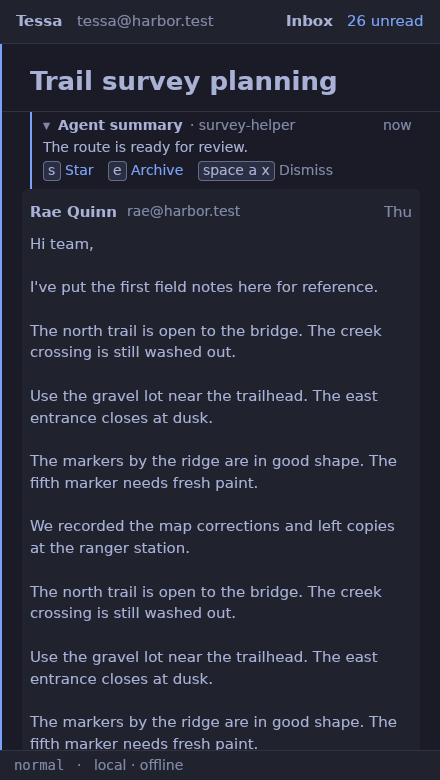 Tessa tessa@harbor.test Inbox 26 unread
Trail survey planning
▾ Agent summary · survey-helper now
The route is ready for review.
s Star e Archive space a x Dismiss
Rae Quinn rae@harbor.test Thu
Hi team,
I've put the first field notes here for reference.
The north trail is open to the bridge. The creek
crossing is still washed out.
Use the gravel lot near the trailhead. The east
entrance closes at dusk.
The markers by the ridge are in good shape. The
fifth marker needs fresh paint.
We recorded the map corrections and left copies
at the ranger station.
The north trail is open to the bridge. The creek
crossing is still washed out.
Use the gravel lot near the trailhead. The east
entrance closes at dusk.
The markers by the ridge are in good shape. The
fifth marker needs fresh paint.
normal · local · offline